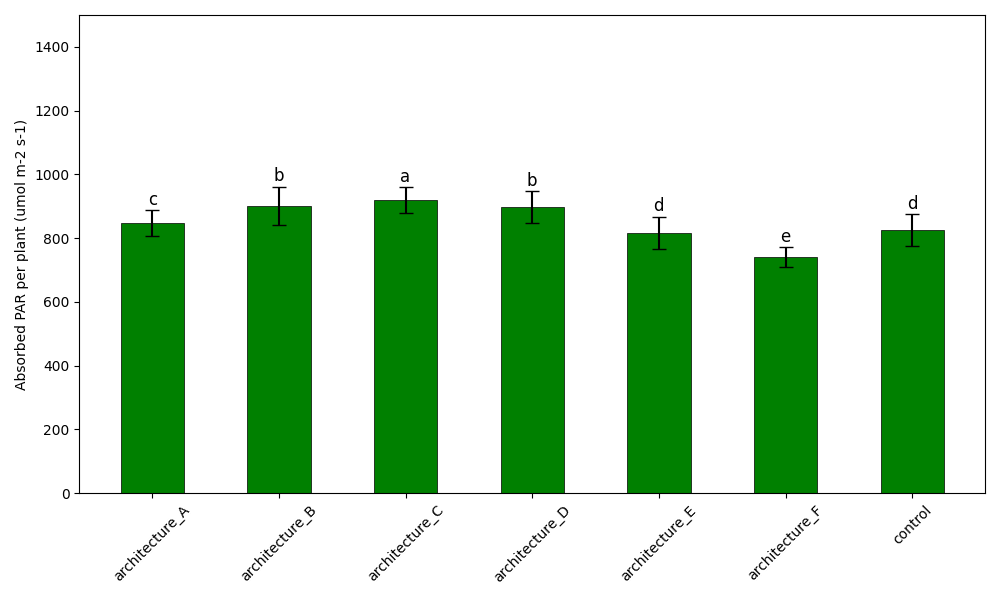 Absorbed PAR per plant (umol m-2 s-1)
1400
1200
1000
800
600
400
200
0
c
b
a
b
d
e
d
architecture_A
architecture_B
architecture_C
architecture_D
architecture_E
architecture_F
control